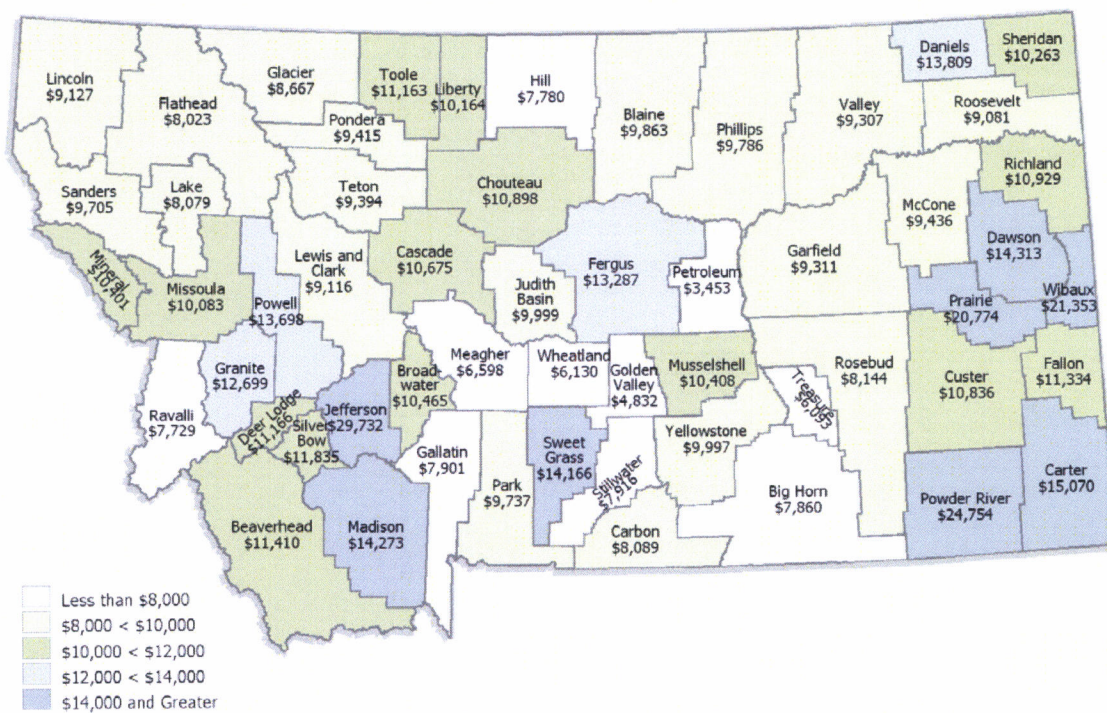 Lincoln
$9,127
Flathead
$8,023
Glacier
$8,667
Toole
$11,163
Liberty
$10,164
Hill
$7,780
Blaine
$9,863
Phillips
$9,786
Valley
$9,307
Daniels
$13,809
Sheridan
$10,263
Roosevelt
$9,081
Pondera
$9,415
Teton
$9,394
Chouteau
$10,898
Richland
$10,929
McCone
$9,436
Sanders
$9,705
Lake
$8,079
Lewis and
Clark
$9,116
Cascade
$10,675
Judith
Basin
$9,999
Fergus
$13,287
Petroleum
$3,453
Garfield
$9,311
Dawson
$14,313
Wibaux
$21,353
Prairie
$20,774
Mineral
$10,401
Missoula
$10,083
Powell
$13,698
Meagher
$6,598
Wheatland
$6,130
Golden
Valley
$4,832
Musselshell
$10,408
Rosebud
$8,144
Treasure
$6,093
Custer
$10,836
Fallon
$11,334
Ravalli
$7,729
Granite
$12,699
Deer Lodge
$11,166
Silver
Bow
$11,835
Jefferson
$29,732
Broad-
water
$10,465
Gallatin
$7,901
Park
$9,737
Sweet
Grass
$14,166
Stillwater
$7,916
Yellowstone
$9,997
Big Horn
$7,860
Powder River
$24,754
Carter
$15,070
Carbon
$8,089
Beaverhead
$11,410
Madison
$14,273
Less than $8,000
$8,000 < $10,000
$10,000 < $12,000
$12,000 < $14,000
$14,000 and Greater